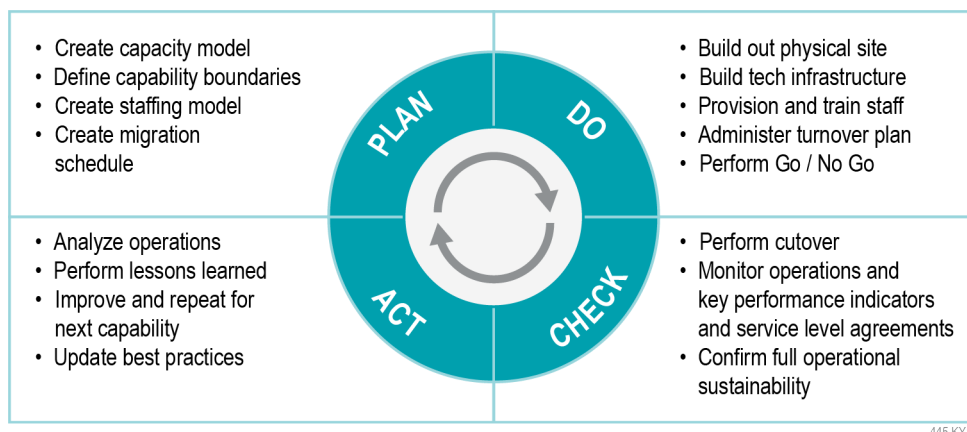 • Create capacity model
• Define capability boundaries
• Create staffing model
• Create migration
schedule
PLAN
DO
• Build out physical site
• Build tech infrastructure
• Provision and train staff
• Administer turnover plan
• Perform Go / No Go
• Analyze operations
• Perform lessons learned
• Improve and repeat for
next capability
• Update best practices
ACT
CHECK
• Perform cutover
• Monitor operations and
key performance indicators
and service level agreements
• Confirm full operational
sustainability